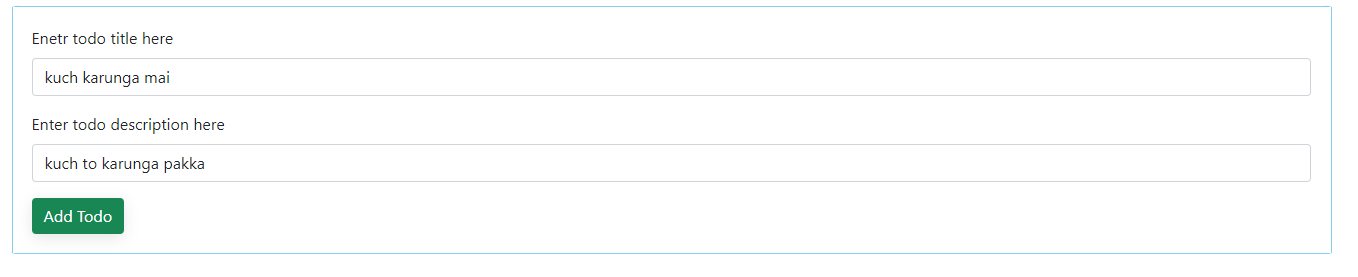 Enetr todo title here
kuch karunga mai
Enter todo description here
kuch to karunga pakka
Add Todo